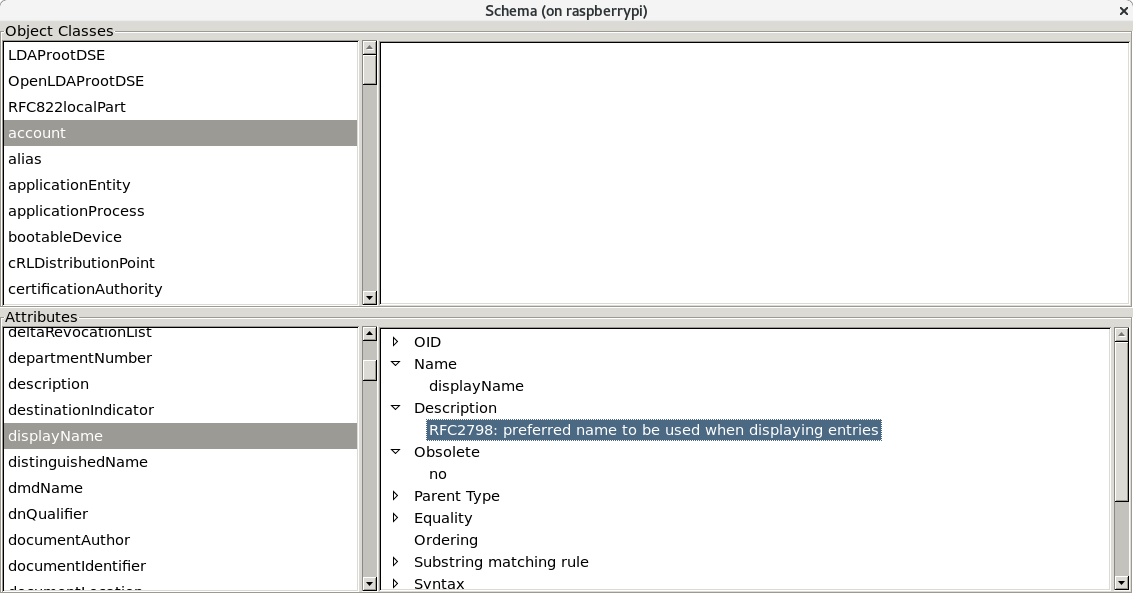 Schema (on raspberrypi)
Object Classes
LDAProotDSE
OpenLDAProotDSE
RFC822localPart
account
alias
applicationEntity
applicationProcess
bootableDevice
cRLDistributionPoint
certificationAuthority
Attributes
deltaRevocationList
departmentNumber
description
destinationIndicator
displayName
distinguishedName
dmdName
dnQualifier
documentAuthor
documentIdentifier
documentLocation
OID
Name
displayName
Description
RFC2798: preferred name to be used when displaying entries
Obsolete
no
Parent Type
Equality
Ordering
Substring matching rule
Syntax